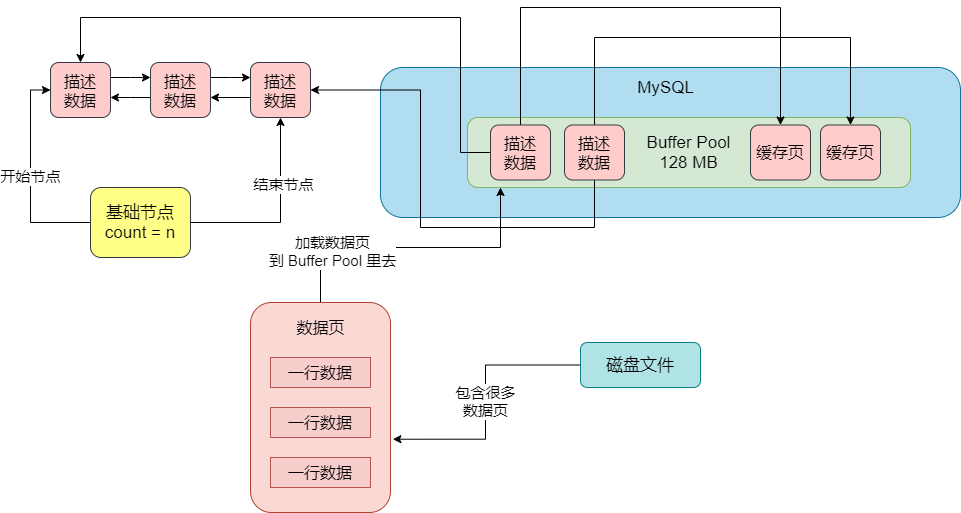 描述
数据
描述
数据
描述
数据
开始节点
结束节点
基础节点
count = n
MySQL
描述
数据
描述
数据
Buffer Pool
128 MB
缓存页
缓存页
加载数据页
到 Buffer Pool 里去
数据页
一行数据
一行数据
一行数据
包含很多
数据页
磁盘文件